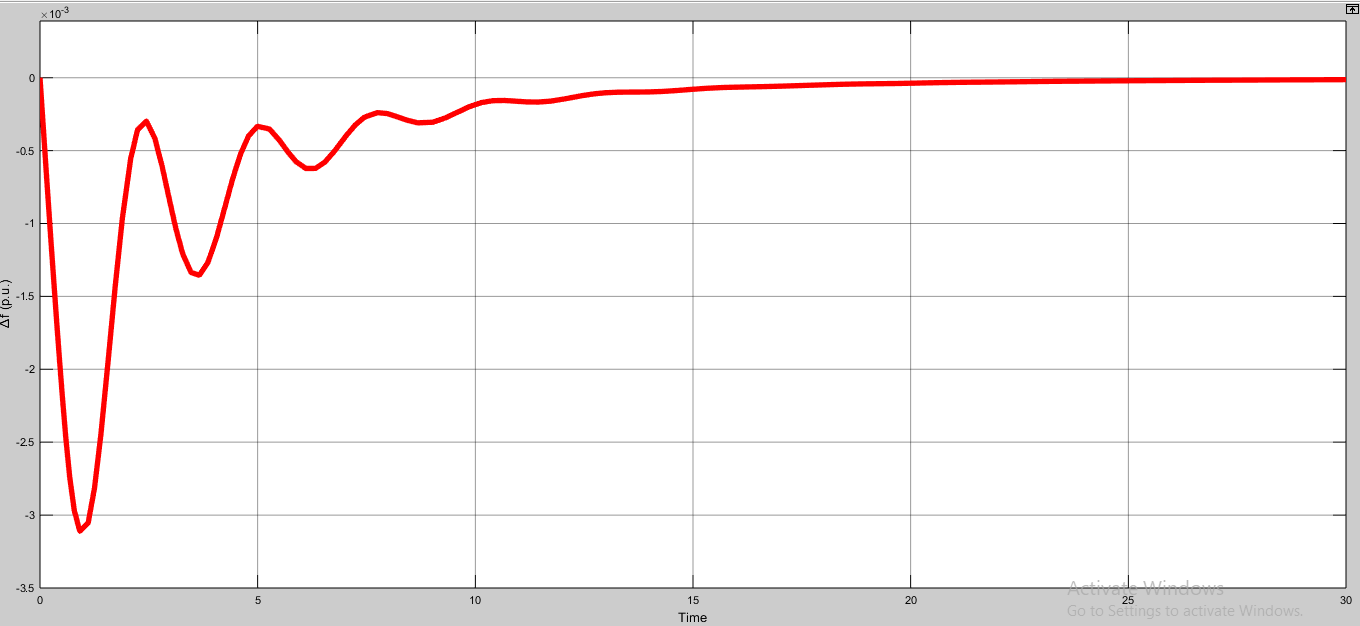 ×10-3
0
-0.5
-1
-1.5
-2
-2.5
-3
-3.5
Δf (p.u.)
0 5 10 15 20 25 30
Time
Activate Windows
Go to Settings to activate Windows.